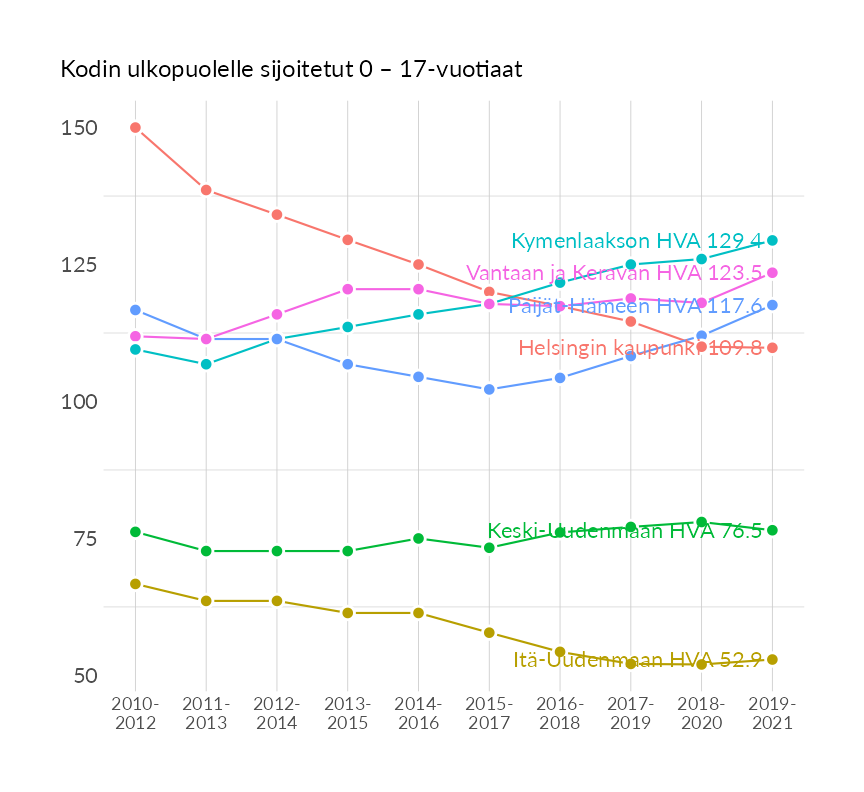 Kodin ulkopuolelle sijoitetut 0 – 17-vuotiaat
150
125
100
75
50
Kymenlaakson HVA 129.4
Vantaan ja Keravan HVA 123.5
Päijät-Hämeen HVA 117.6
Helsingin kaupunki 109.8
Keski-Uudenmaan HVA 76.5
Itä-Uudenmaan HVA 52.9
2010- 2011- 2012- 2013- 2014- 2015- 2016- 2017- 2018- 2019-
2012 2013 2014 2015 2016 2017 2018 2019 2020 2021